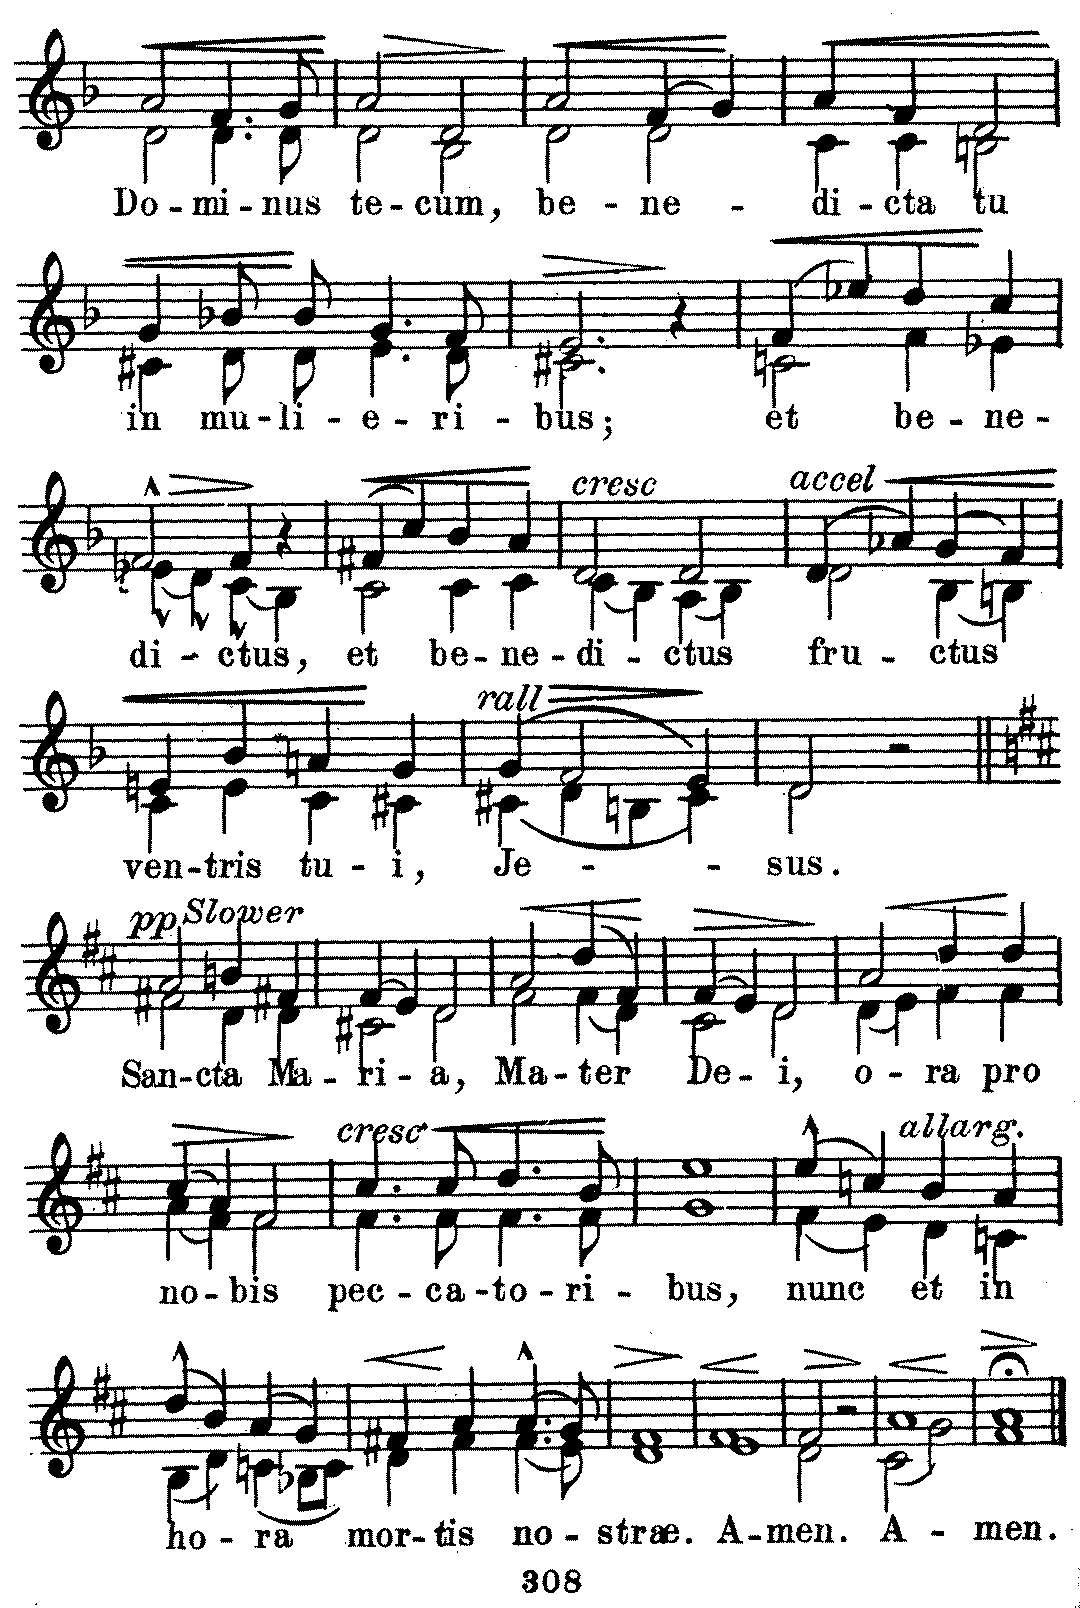 Do - mi - nus te - cum, be - ne - di - cta tu
in mu - li - e - ri - bus; et be - ne -
cresc accel
di - ctus, et be - ne - di - ctus fru - ctus
rall
ven - tris tu - i, Je - - sus.
pp Slower
San - cta Ma - ri - a, Ma - ter De - i, o - ra pro
cresc allarg.
no - bis pec - ca - to - ri - bus, nunc et in
ho - ra mor - tis no - stræ. A - men. A - men.
308